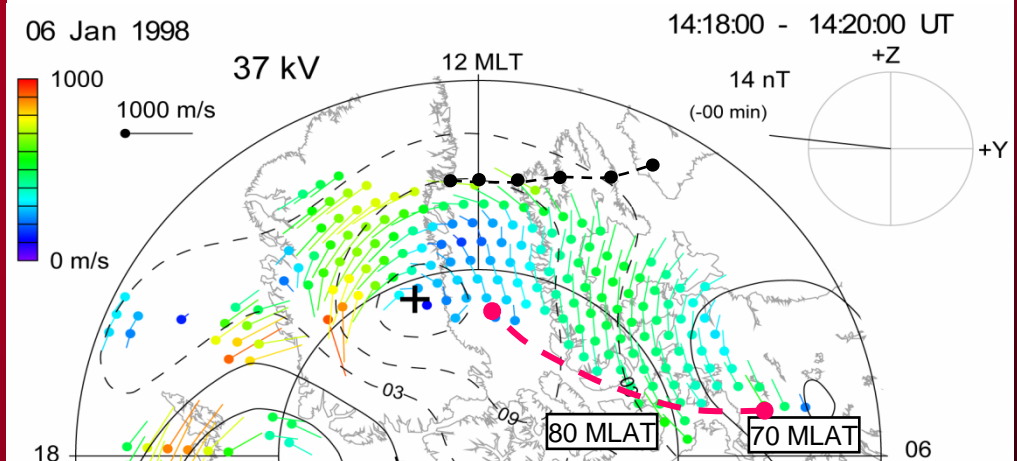 06 Jan 1998
14:18:00 - 14:20:00 UT
37 kV
12 MLT
+Z
1000
1000 m/s
14 nT
(-00 min)
+Y
0 m/s
03
09
80 MLAT
70 MLAT
18
06